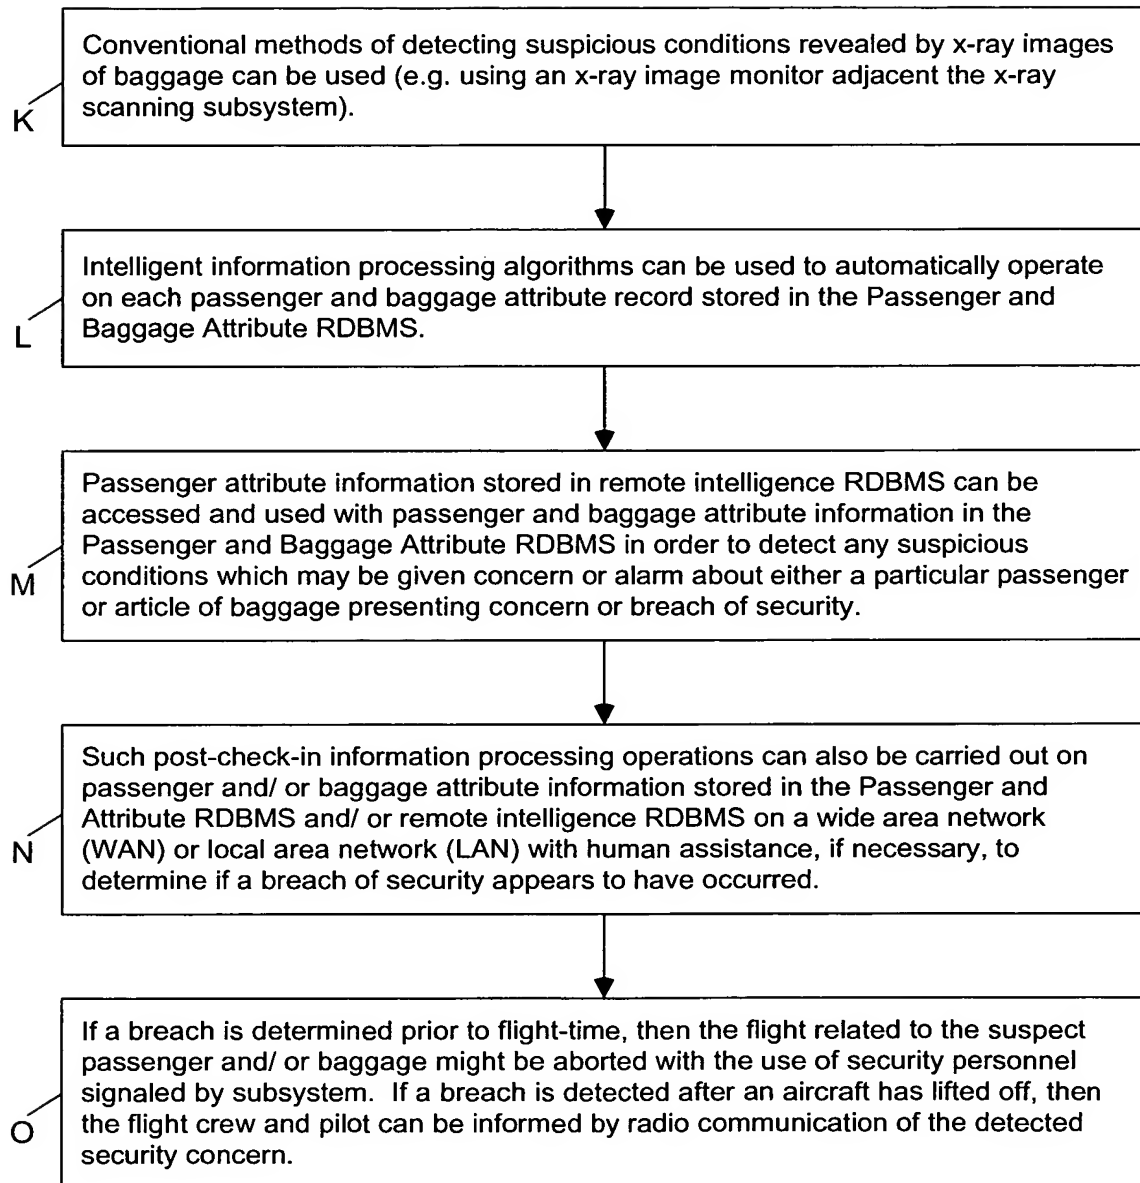 Conventional methods of detecting suspicious conditions revealed by x-ray images
of baggage can be used (e.g. using an x-ray image monitor adjacent the x-ray
scanning subsystem).
K
Intelligent information processing algorithms can be used to automatically operate
on each passenger and baggage attribute record stored in the Passenger and
Baggage Attribute RDBMS.
L
Passenger attribute information stored in remote intelligence RDBMS can be
accessed and used with passenger and baggage attribute information in the
Passenger and Baggage Attribute RDBMS in order to detect any suspicious
conditions which may be given concern or alarm about either a particular passenger
or article of baggage presenting concern or breach of security.
M
Such post-check-in information processing operations can also be carried out on
passenger and/ or baggage attribute information stored in the Passenger and
Attribute RDBMS and/ or remote intelligence RDBMS on a wide area network
(WAN) or local area network (LAN) with human assistance, if necessary, to
determine if a breach of security appears to have occurred.
N
If a breach is determined prior to flight-time, then the flight related to the suspect
passenger and/ or baggage might be aborted with the use of security personnel
signaled by subsystem.  If a breach is detected after an aircraft has lifted off, then
the flight crew and pilot can be informed by radio communication of the detected
security concern.
O